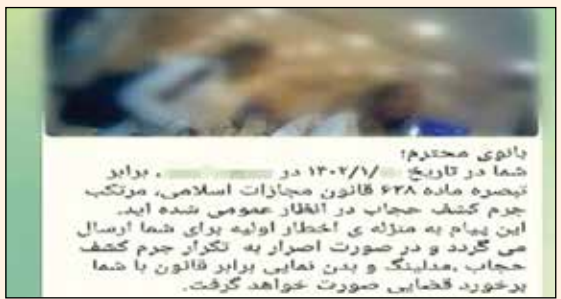 بانوی محترم؛
شما در تاریخ /۱۴۰۲/۱ در ، برابر
تبصره ماده ۶۳۸ قانون مجازات اسلامی، مرتکب
جرم کشف حجاب در انظار عمومی شده اید.
این پیام به منزله ی اخطار اولیه برای شما ارسال
می گردد و در صورت اصرار به تکرار جرم کشف
حجاب ،مدلینگ و بدن نمایی برابر قانون با شما
برخورد قضایی صورت خواهد گرفت.